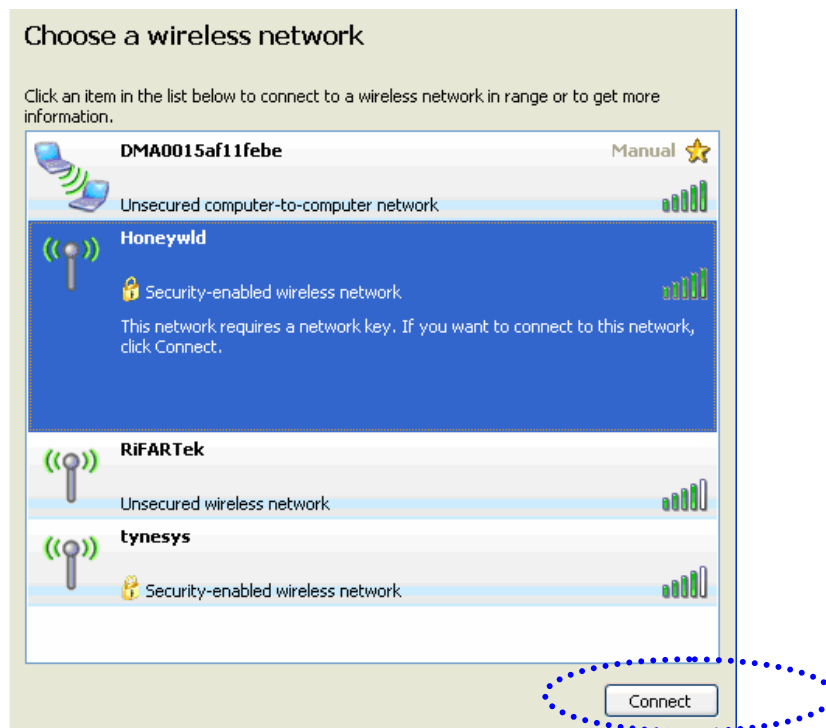 Choose a wireless network
Click an item in the list below to connect to a wireless network in range or to get more
information.
DMA0015af11febe Manual
Unsecured computer-to-computer network
Honeywld
Security-enabled wireless network
This network requires a network key. If you want to connect to this network,
click Connect.
RiFARTek
Unsecured wireless network
tynesys
Security-enabled wireless network
Connect